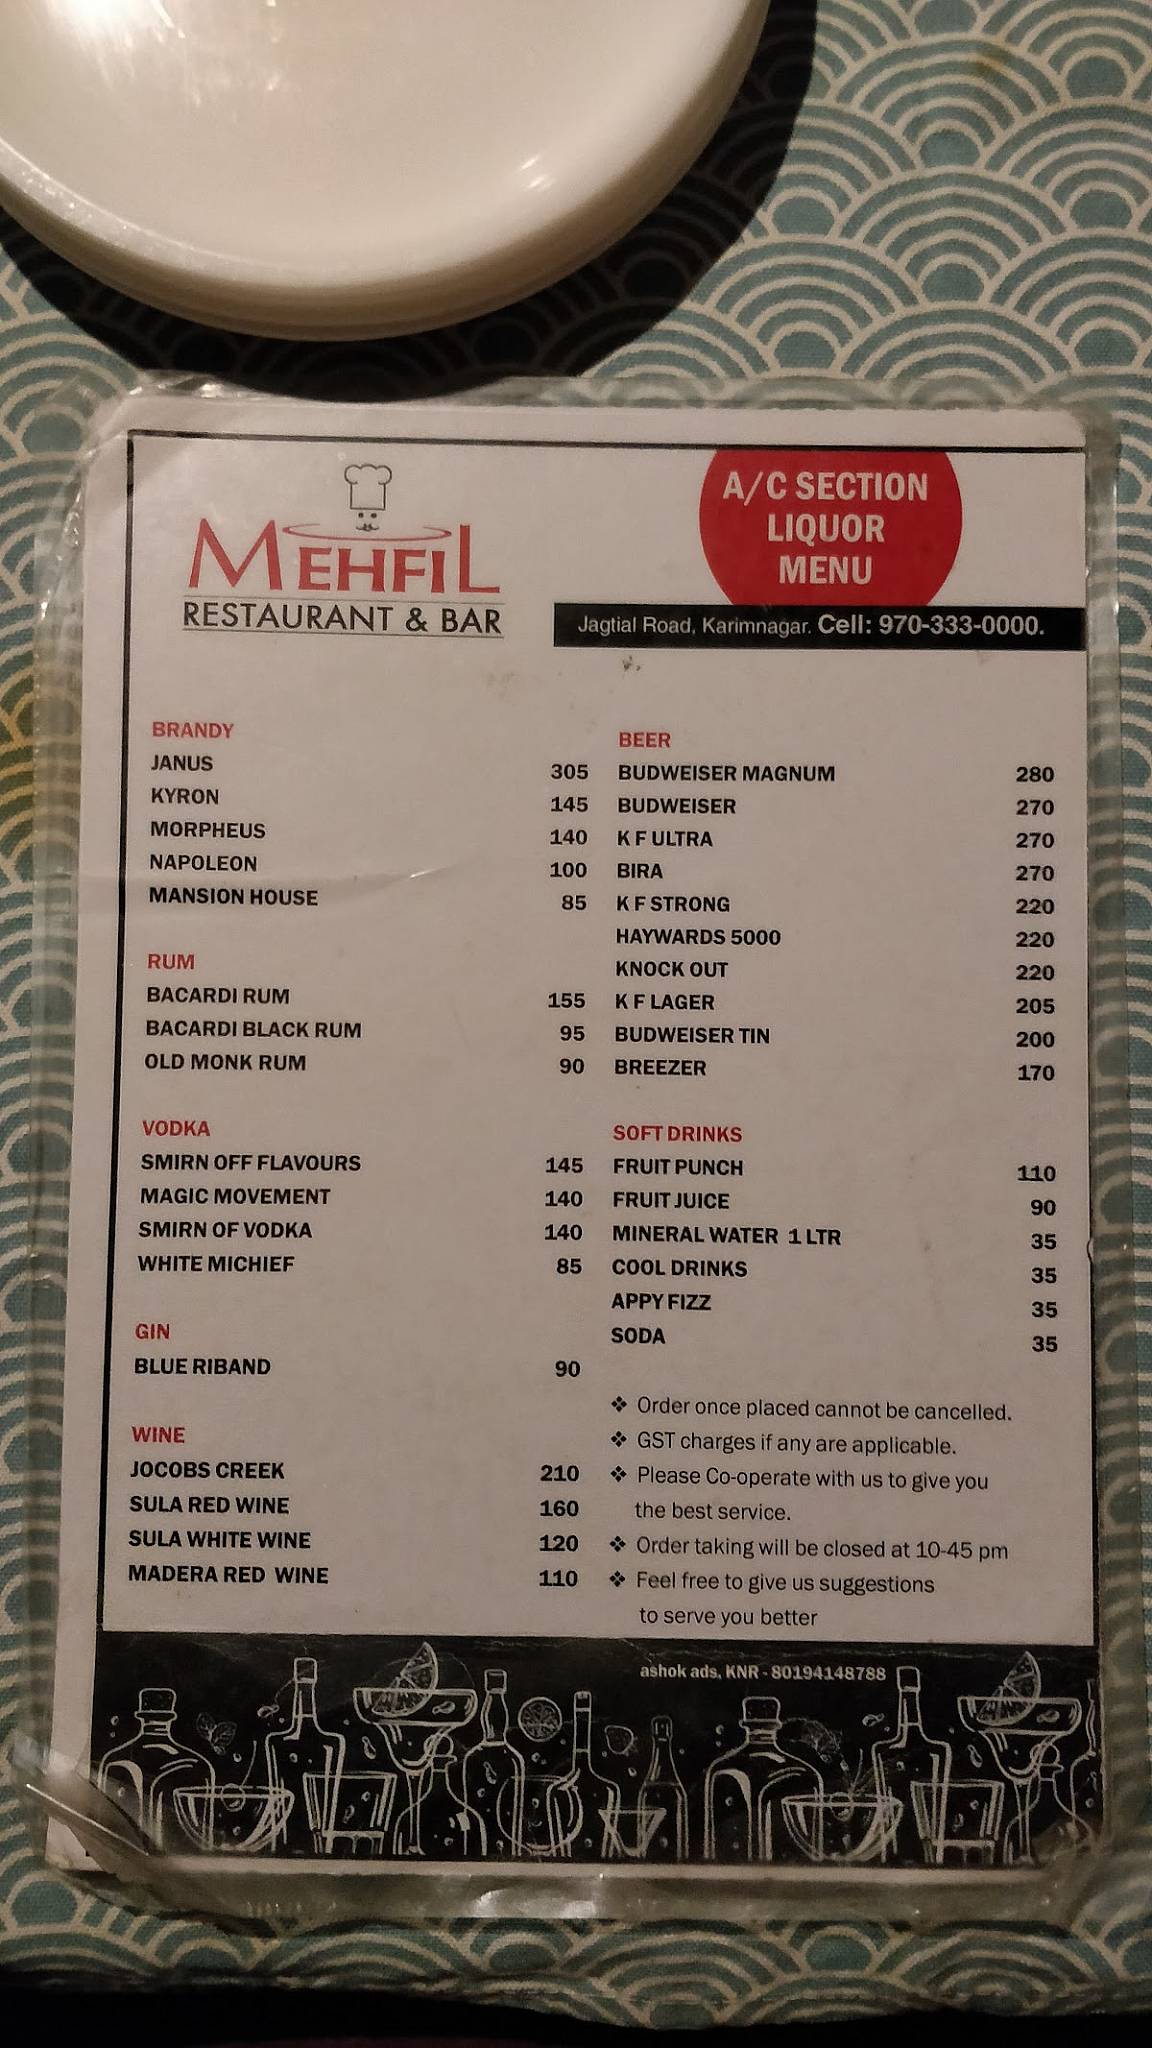 MEHFIL
RESTAURANT & BAR
A/C SECTION
LIQUOR
MENU
Jagtial Road, Karimnagar. Cell: 970-333-0000.
BRANDY
JANUS 305
KYRON 145
MORPHEUS 140
NAPOLEON 100
MANSION HOUSE 85
RUM
BACARDI RUM 155
BACARDI BLACK RUM 95
OLD MONK RUM 90
VODKA
SMIRN OFF FLAVOURS 145
MAGIC MOVEMENT 140
SMIRN OF VODKA 140
WHITE MICHIEF 85
GIN
BLUE RIBAND 90
WINE
JOCOBS CREEK 210
SULA RED WINE 160
SULA WHITE WINE 120
MADERA RED WINE 110
BEER
BUDWEISER MAGNUM 280
BUDWEISER 270
K F ULTRA 270
BIRA 270
K F STRONG 220
HAYWARDS 5000 220
KNOCK OUT 220
K F LAGER 205
BUDWEISER TIN 200
BREEZER 170
SOFT DRINKS
FRUIT PUNCH 110
FRUIT JUICE 90
MINERAL WATER 1 LTR 35
COOL DRINKS 35
APPY FIZZ 35
SODA 35
❖ Order once placed cannot be cancelled.
❖ GST charges if any are applicable.
❖ Please Co-operate with us to give you
the best service.
❖ Order taking will be closed at 10-45 pm
❖ Feel free to give us suggestions
to serve you better
ashok ads, KNR - 80194148788